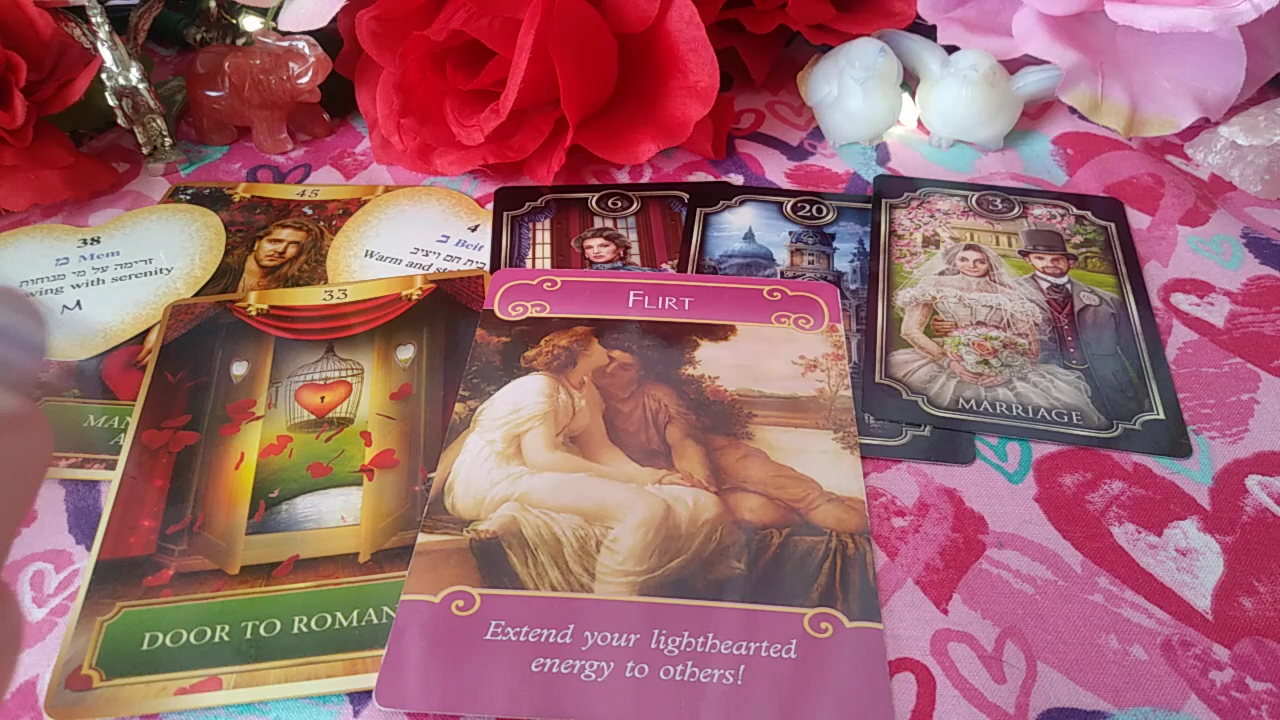 38
מ Mem
זרימה על מי מנוחות
wing with serenity
45
4
ב Beit
בית חם ויציב
Warm and st
MAN
A
33
DOOR TO ROMAN
FLIRT
Extend your lighthearted
energy to others!
6
20
3
MARRIAGE